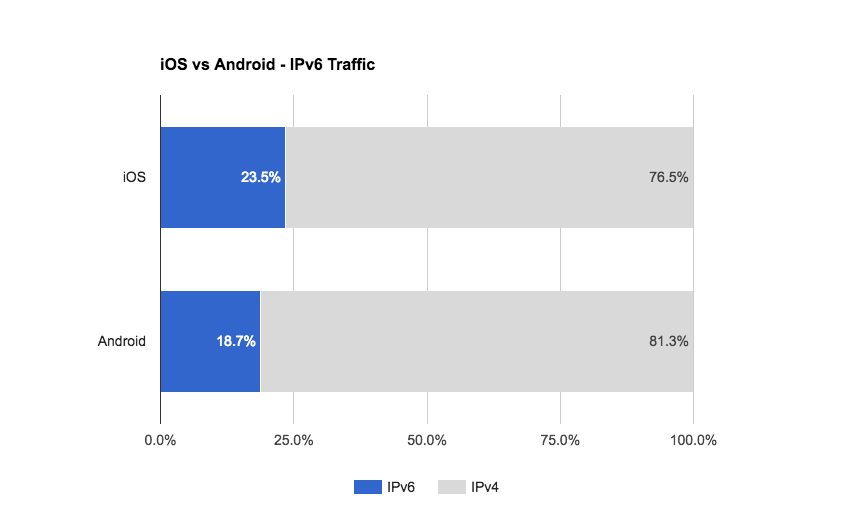 iOS vs Android - IPv6 Traffic
iOS
23.5%
76.5%
Android
18.7%
81.3%
0.0% 25.0% 50.0% 75.0% 100.0%
IPv6 IPv4